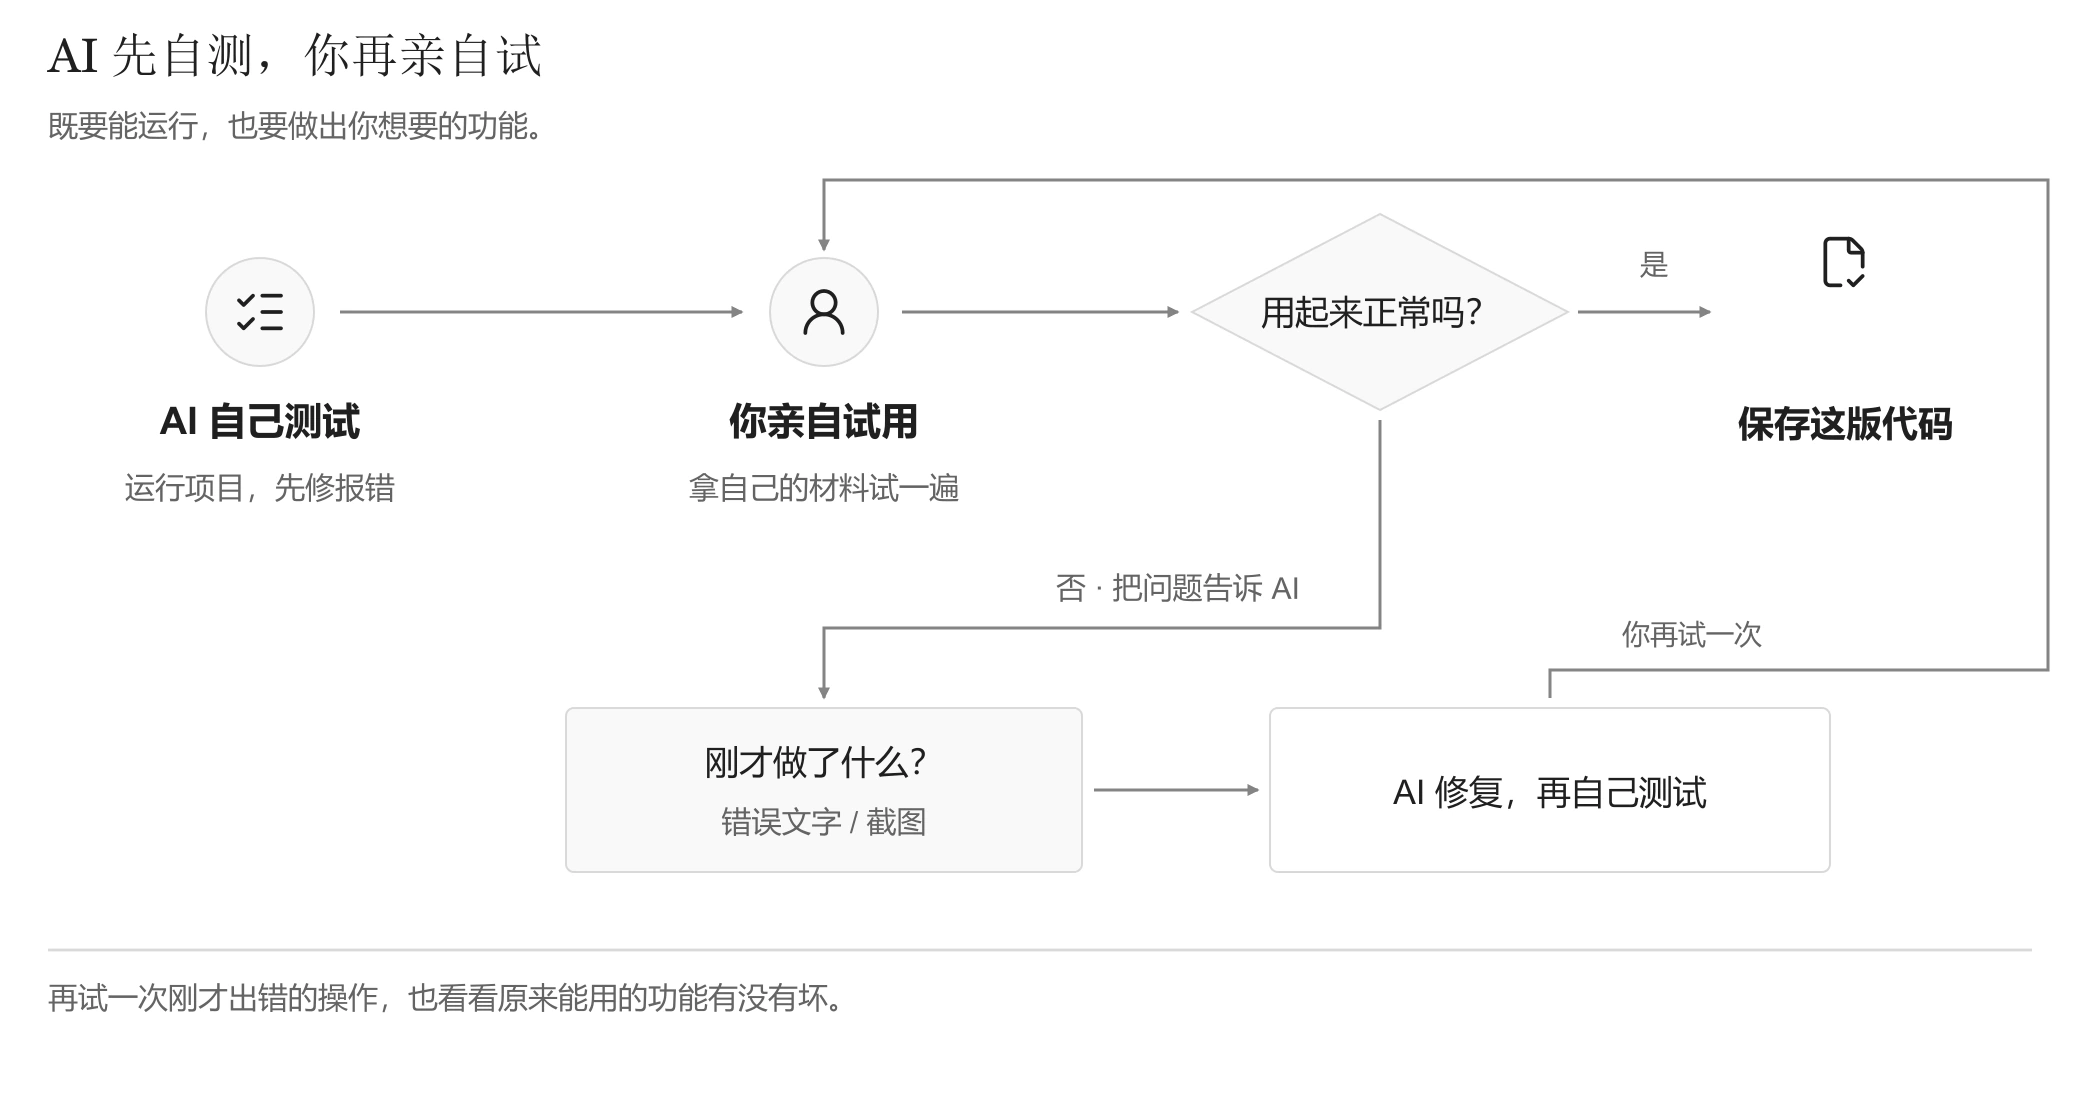 AI 先自测，你再亲自试
既要能运行，也要做出你想要的功能。
用起来正常吗？
是
AI 自己测试
运行项目，先修报错
你亲自试用
拿自己的材料试一遍
保存这版代码
否 · 把问题告诉 AI
你再试一次
刚才做了什么？
错误文字 / 截图
AI 修复，再自己测试
再试一次刚才出错的操作，也看看原来能用的功能有没有坏。